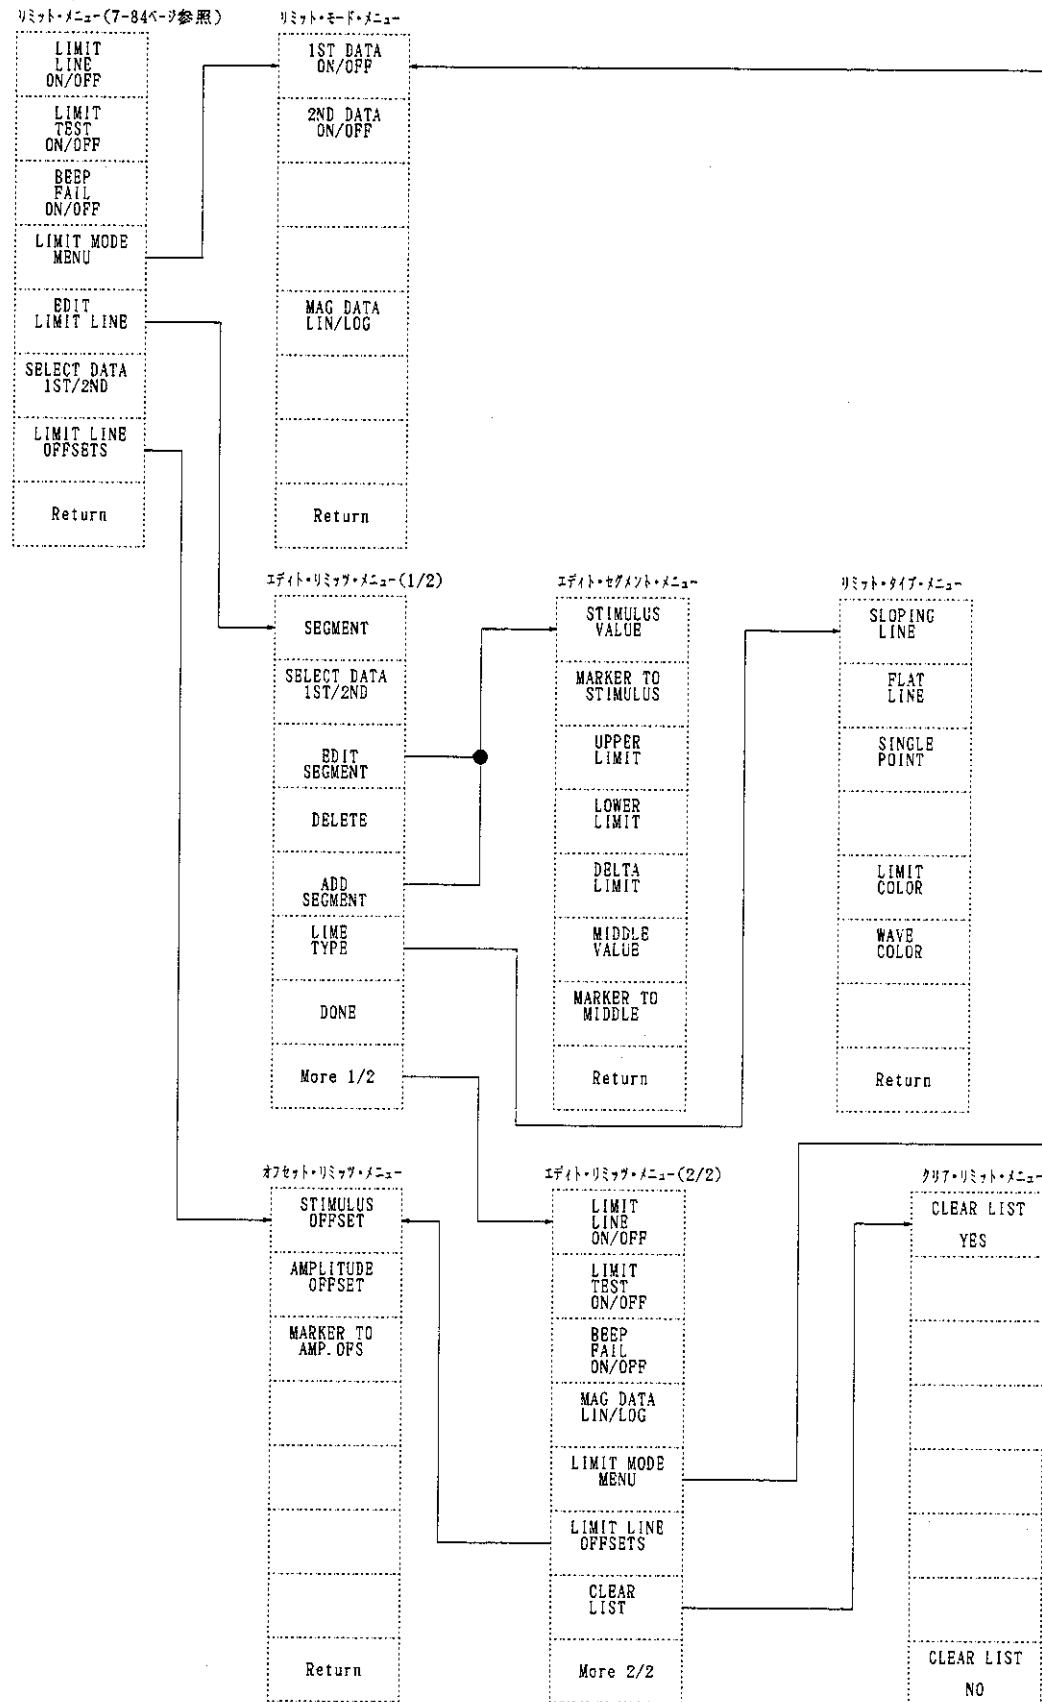 リミット・メニュー(7-84ページ参照)
LIMIT
LINE
ON/OFF
LIMIT
TEST
ON/OFF
BEEP
FAIL
ON/OFF
LIMIT MODE
MENU
EDIT
LIMIT LINE
SELECT DATA
1ST/2ND
LIMIT LINE
OFFSETS
Return
リミット・モード・メニュー
1ST DATA
ON/OFF
2ND DATA
ON/OFF
MAG DATA
LIN/LOG
Return
エディト・リミッツ・メニュー(1/2)
SEGMENT
SELECT DATA
1ST/2ND
EDIT
SEGMENT
DELETE
ADD
SEGMENT
LIME
TYPE
DONE
More 1/2
エディト・セグメント・メニュー
STIMULUS
VALUE
MARKER TO
STIMULUS
UPPER
LIMIT
LOWER
LIMIT
DELTA
LIMIT
MIDDLE
VALUE
MARKER TO
MIDDLE
Return
リミット・タイプ・メニュー
SLOPING
LINE
FLAT
LINE
SINGLE
POINT
LIMIT
COLOR
WAVE
COLOR
Return
オフセット・リミッツ・メニュー
STIMULUS
OFFSET
AMPLITUDE
OFFSET
MARKER TO
AMP.OFS
Return
エディト・リミッツ・メニュー(2/2)
LIMIT
LINE
ON/OFF
LIMIT
TEST
ON/OFF
BEEP
FAIL
ON/OFF
MAG DATA
LIN/LOG
LIMIT MODE
MENU
LIMIT LINE
OFFSETS
CLEAR
LIST
More 2/2
クリア・リミット・メニュー
CLEAR LIST
YES
CLEAR LIST
NO